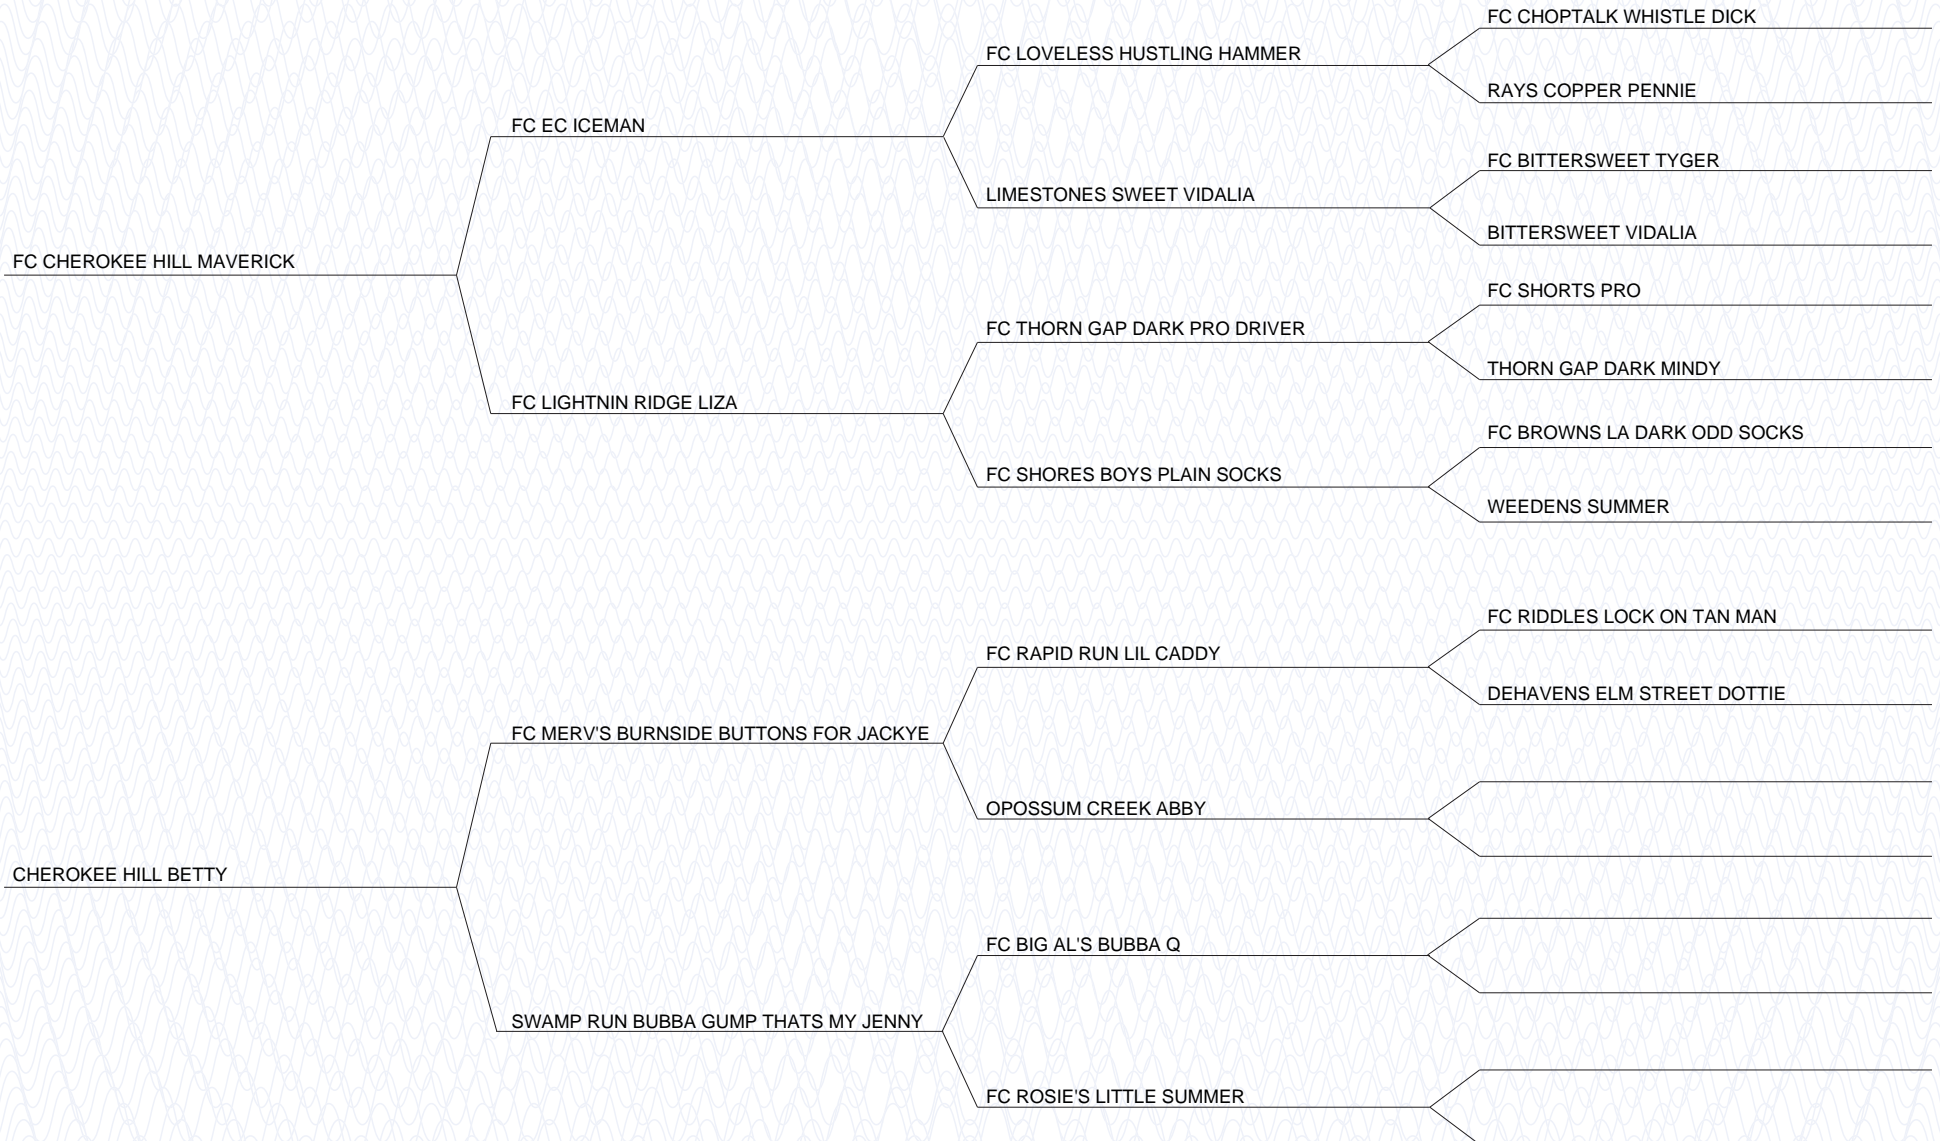 FC CHOPTALK WHISTLE DICK
FC LOVELESS HUSTLING HAMMER
RAYS COPPER PENNIE
FC EC ICEMAN
FC BITTERSWEET TYGER
LIMESTONES SWEET VIDALIA
BITTERSWEET VIDALIA
FC CHEROKEE HILL MAVERICK
FC SHORTS PRO
FC THORN GAP DARK PRO DRIVER
THORN GAP DARK MINDY
FC LIGHTNIN RIDGE LIZA
FC BROWNS LA DARK ODD SOCKS
FC SHORES BOYS PLAIN SOCKS
WEEDENS SUMMER
FC RIDDLES LOCK ON TAN MAN
FC RAPID RUN LIL CADDY
DEHAVENS ELM STREET DOTTIE
FC MERV'S BURNSIDE BUTTONS FOR JACKYE
OPOSSUM CREEK ABBY
CHEROKEE HILL BETTY
FC BIG AL'S BUBBA Q
SWAMP RUN BUBBA GUMP THATS MY JENNY
FC ROSIE'S LITTLE SUMMER